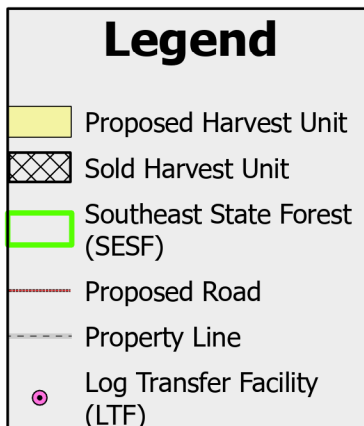 Legend
Proposed Harvest Unit
Sold Harvest Unit
Southeast State Forest
(SESF)
Proposed Road
Property Line
Log Transfer Facility
(LTF)